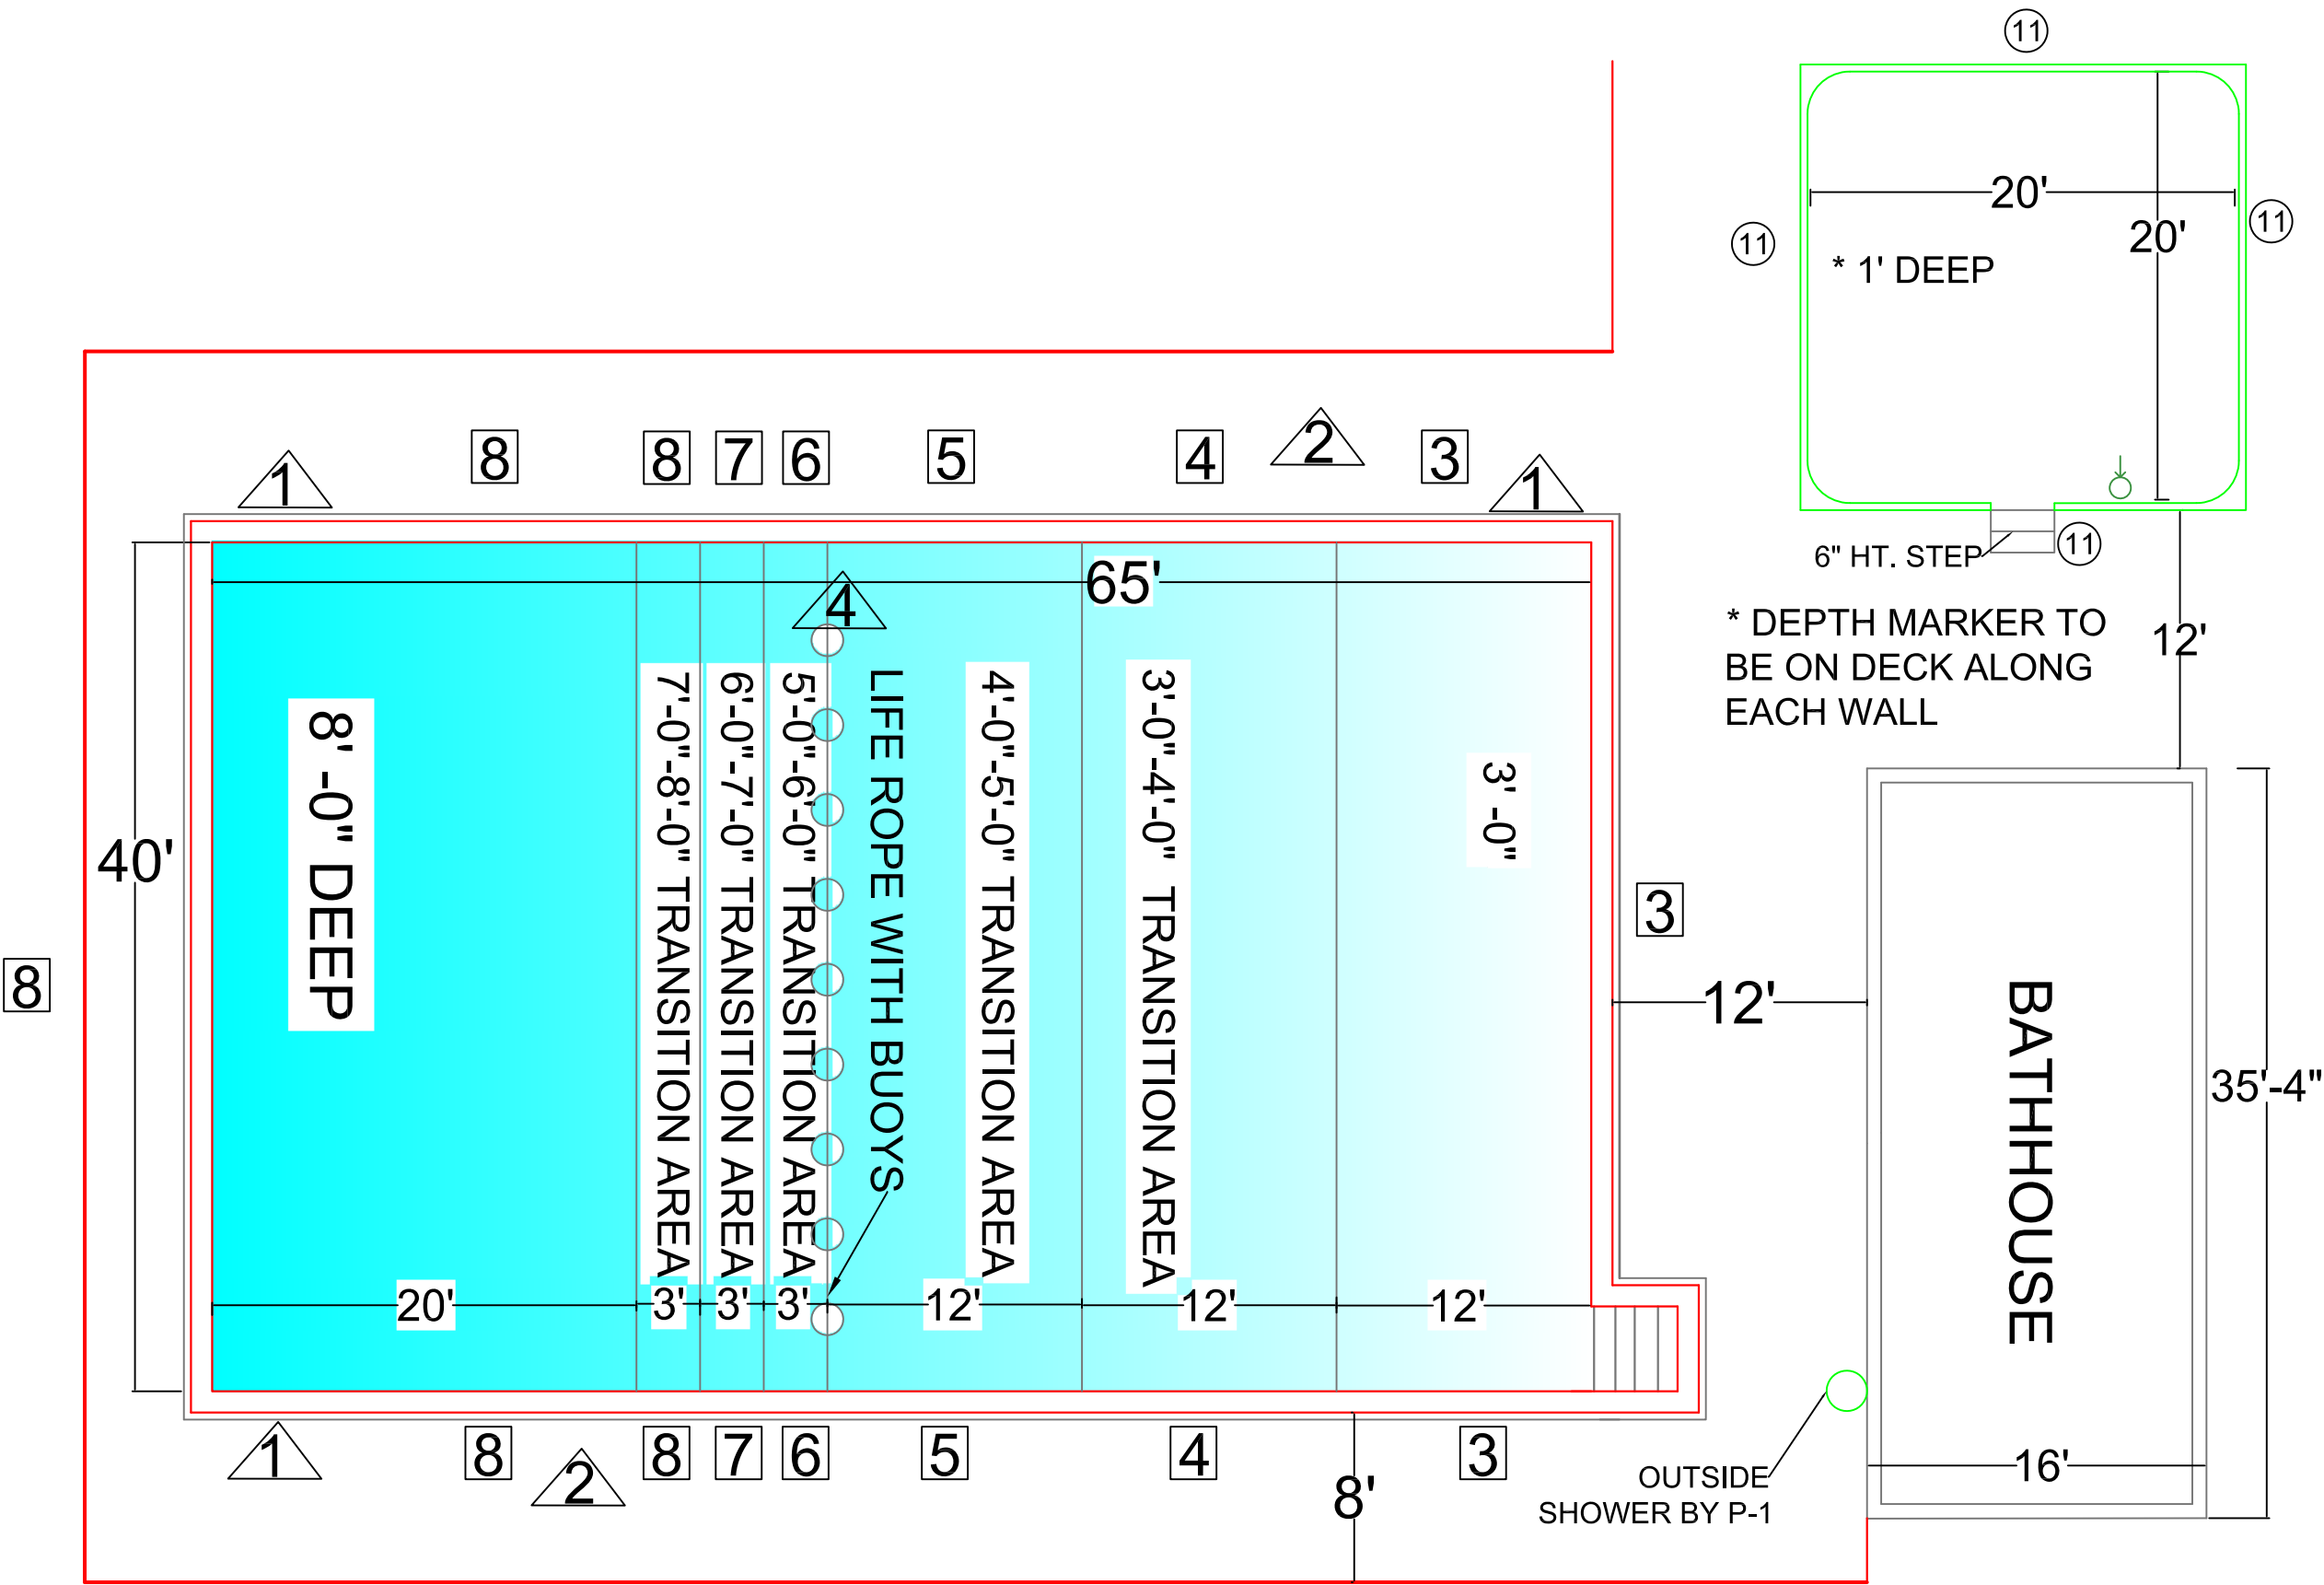 11
20'
11
11
20'
* 1' DEEP
2
8
8
7
6
5
4
3
1
1
6" HT. STEP
11
65'
4
* DEPTH MARKER TO
BE ON DECK ALONG
EACH WALL
12'
8' -0" DEEP
7'-0"-8'-0" TRANSITION AREA
6'-0"-7'-0" TRANSITION AREA
5'-0"-6'-0" TRANSITION AREA
LIFE ROPE WITH BUOYS
4'-0"-5'-0" TRANSITION AREA
3'-0"-4'-0" TRANSITION AREA
3' -0"
40'
3
8
12'
BATHHOUSE
35'-4"
20'
3'
3'
3'
12'
12'
12'
1
8
2
8
7
6
5
4
3
8'
16'
OUTSIDE
SHOWER BY P-1